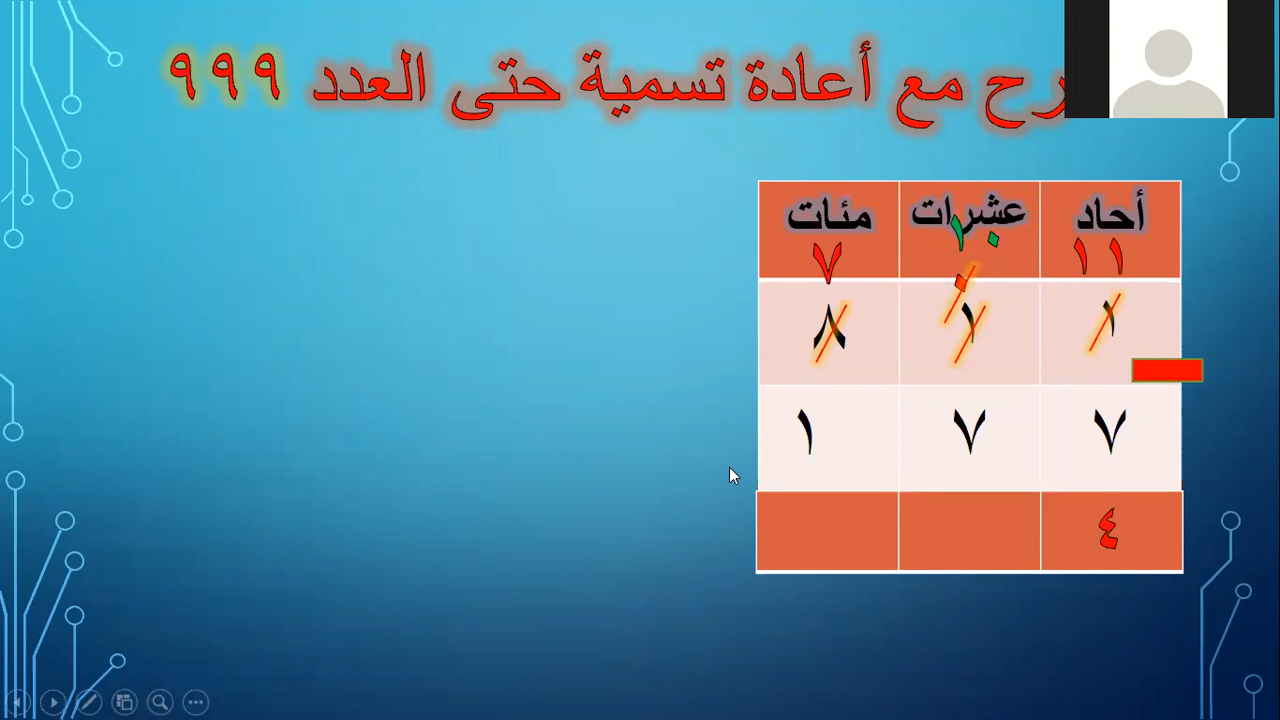 رح مع أعادة تسمية حتى العدد ٩٩٩
أحاد عشرات مئات
١١ ١٠ ٧
٠
١ ١ ٨
٧ ٧ ١
٤